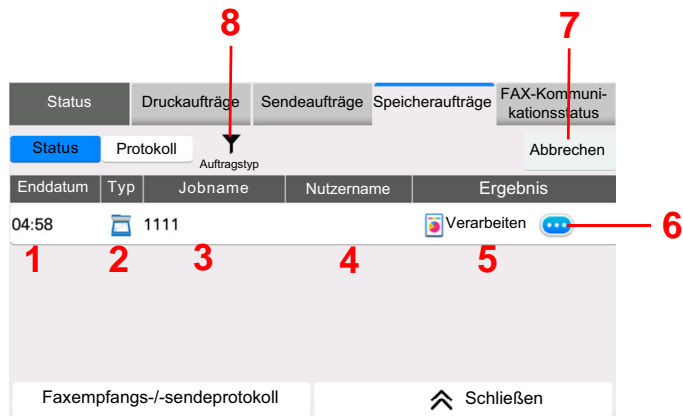 8 7
Status Druckaufträge Sendeaufträge Speicheraufträge FAX-Kommuni-
kationsstatus
Status Protokoll Auftragstyp Abbrechen
Enddatum Typ Jobname Nutzername Ergebnis
04:58 1111 Verarbeiten 6
1 2 3 4 5
Faxempfangs-/-sendeprotokoll Schließen